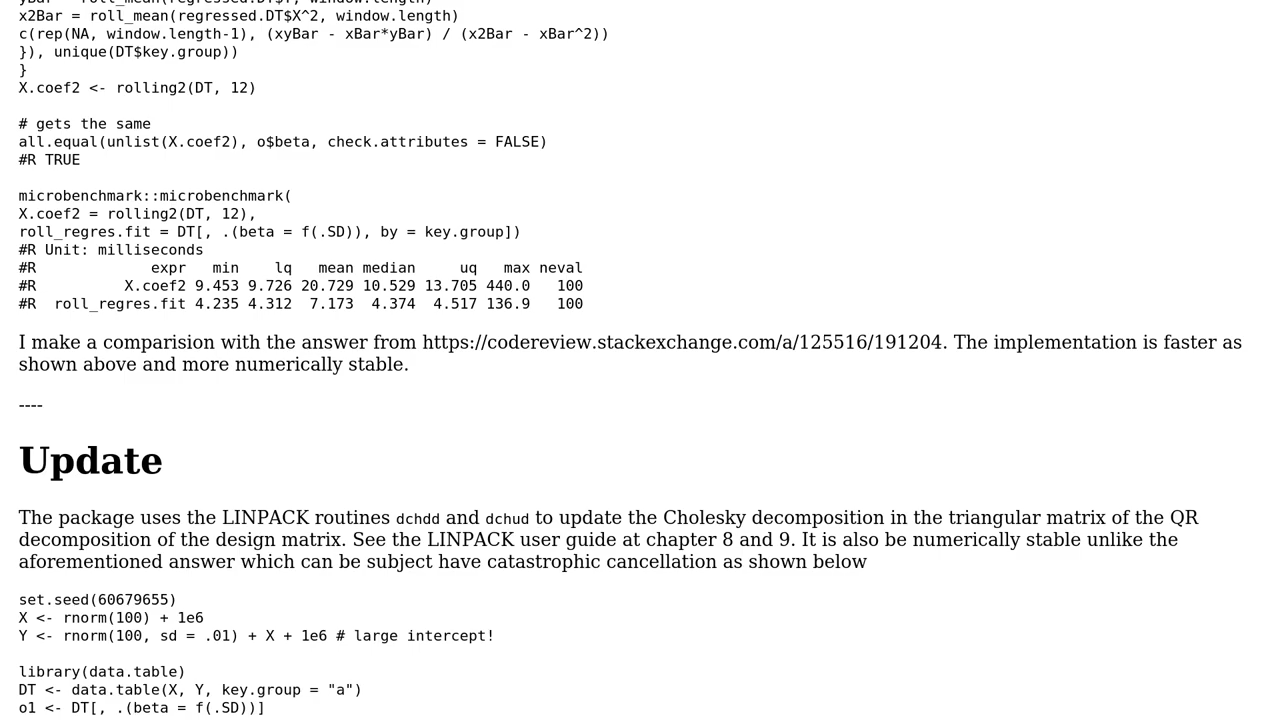 x2Bar = roll_mean(regressed.DT$X^2, window.length)
c(rep(NA, window.length-1), (xyBar - xBar*yBar) / (x2Bar - xBar^2))
}), unique(DT$key.group))
}
X.coef2 <- rolling2(DT, 12)
# gets the same
all.equal(unlist(X.coef2), o$beta, check.attributes = FALSE)
#R TRUE
microbenchmark::microbenchmark(
X.coef2 = rolling2(DT, 12),
roll_regres.fit = DT[, .(beta = f(.SD)), by = key.group])
#R Unit: milliseconds
#R             expr   min    lq   mean median     uq   max neval
#R          X.coef2 9.453 9.726 20.729 10.529 13.705 440.0   100
#R  roll_regres.fit 4.235 4.312  7.173  4.374  4.517 136.9   100
I make a comparision with the answer from https://codereview.stackexchange.com/a/125516/191204. The implementation is faster as
shown above and more numerically stable.
----
Update
The package uses the LINPACK routines dchdd and dchud to update the Cholesky decomposition in the triangular matrix of the QR
decomposition of the design matrix. See the LINPACK user guide at chapter 8 and 9. It is also be numerically stable unlike the
aforementioned answer which can be subject have catastrophic cancellation as shown below
set.seed(60679655)
X <- rnorm(100) + 1e6
Y <- rnorm(100, sd = .01) + X + 1e6 # large intercept!
library(data.table)
DT <- data.table(X, Y, key.group = "a")
o1 <- DT[, .(beta = f(.SD))]